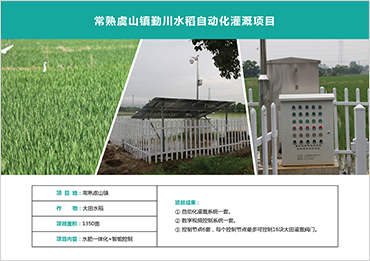 常熟虞山镇勤川水稻自动化灌溉项目
项 目 地：常熟虞山镇
作 物：大田水稻
项目面积：1350亩
项目内容：水肥一体化+智能控制
项目成果：
① 自动化灌溉系统一套。
② 数字视频控制系统一套。
③ 控制节点6套，每个控制节点最多可控制16块大田灌溉阀门。